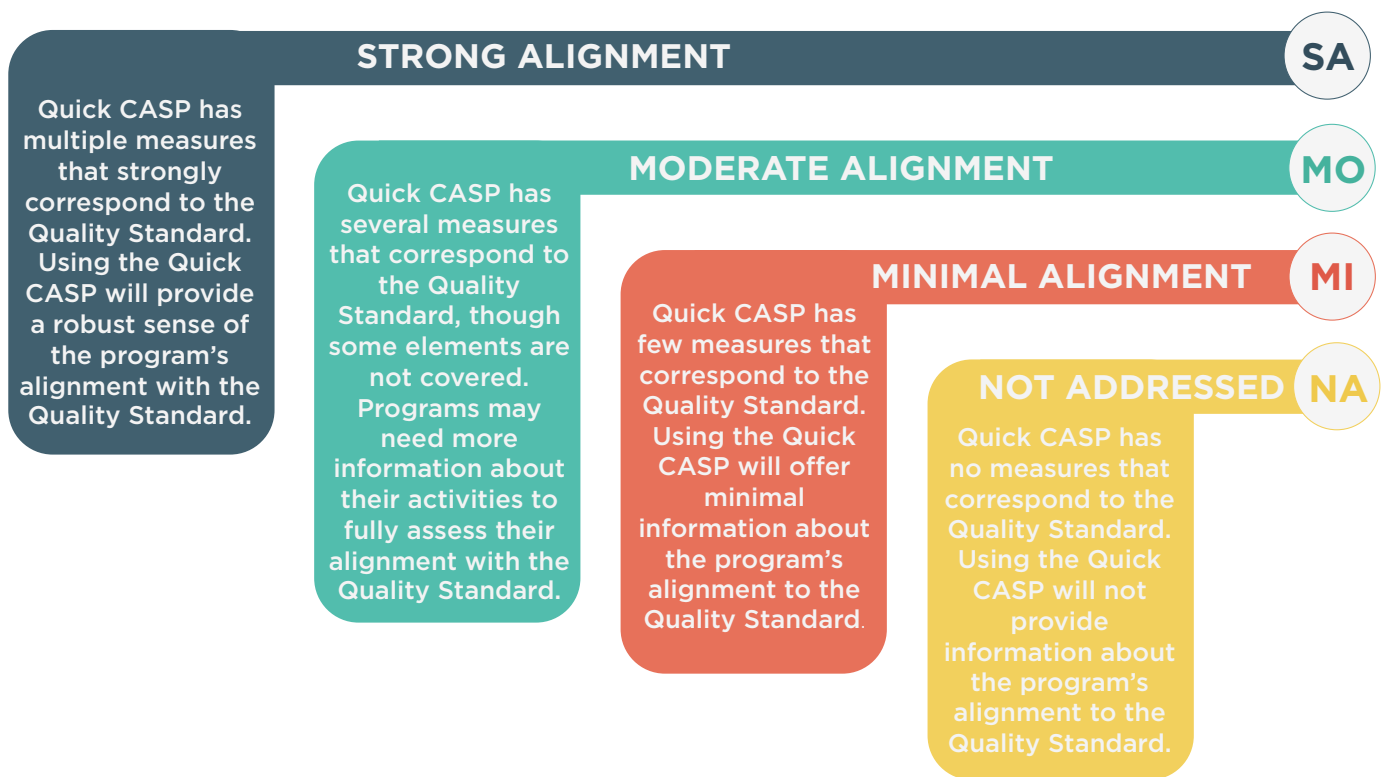 STRONG ALIGNMENT
SA
Quick CASP has
multiple measures
that strongly
correspond to the
Quality Standard.
Using the Quick
CASP will provide
a robust sense of
the program's
alignment with the
Quality Standard.
MODERATE ALIGNMENT
MO
Quick CASP has
several measures
that correspond to
the Quality
Standard, though
some elements are
not covered.
Programs may
need more
information about
their activities to
fully assess their
alignment with the
Quality Standard.
MINIMAL ALIGNMENT
MI
Quick CASP has
few measures that
correspond to the
Quality Standard.
Using the Quick
CASP will offer
minimal
information about
the program's
alignment to the
Quality Standard.
NOT ADDRESSED
NA
Quick CASP has
no measures that
correspond to the
Quality Standard.
Using the Quick
CASP will not
provide
information about
the program's
alignment to the
Quality Standard.